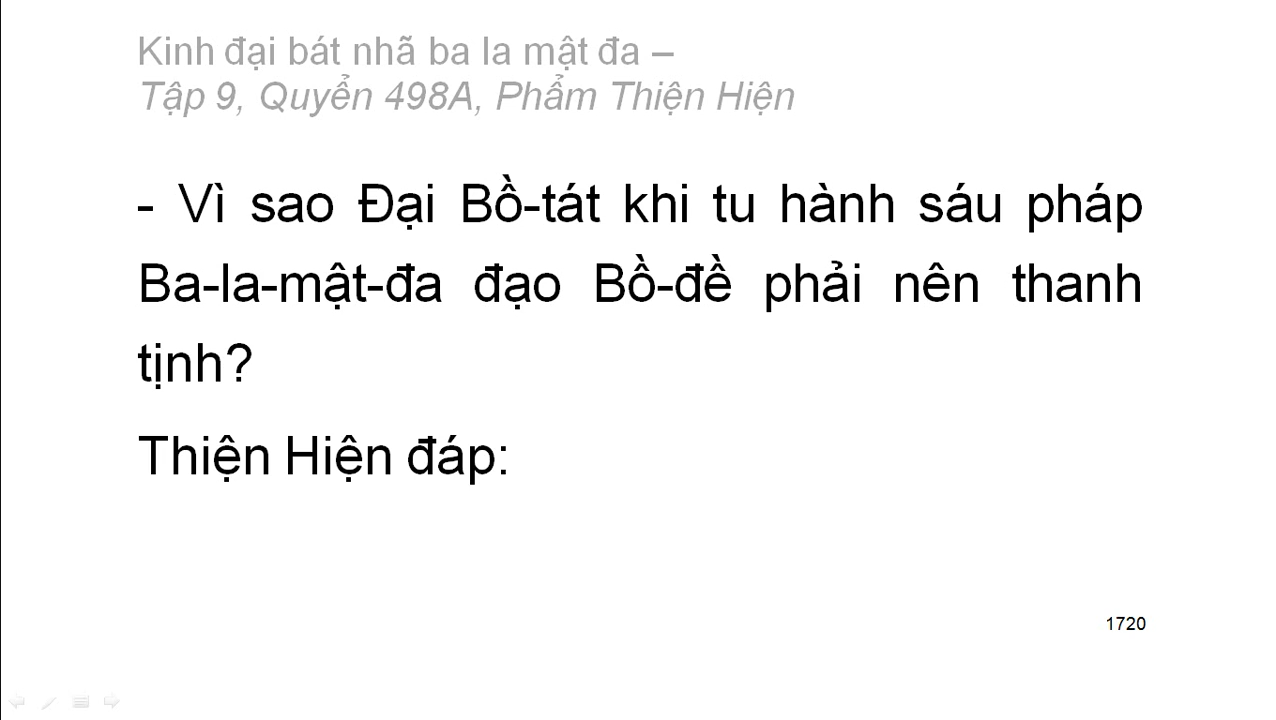 Kinh đại bát nhã ba la mật đa –
Tập 9, Quyển 498A, Phẩm Thiện Hiện
- Vì sao Đại Bồ-tát khi tu hành sáu pháp
Ba-la-mật-đa đạo Bồ-đề phải nên thanh
tịnh?
Thiện Hiện đáp:
1720